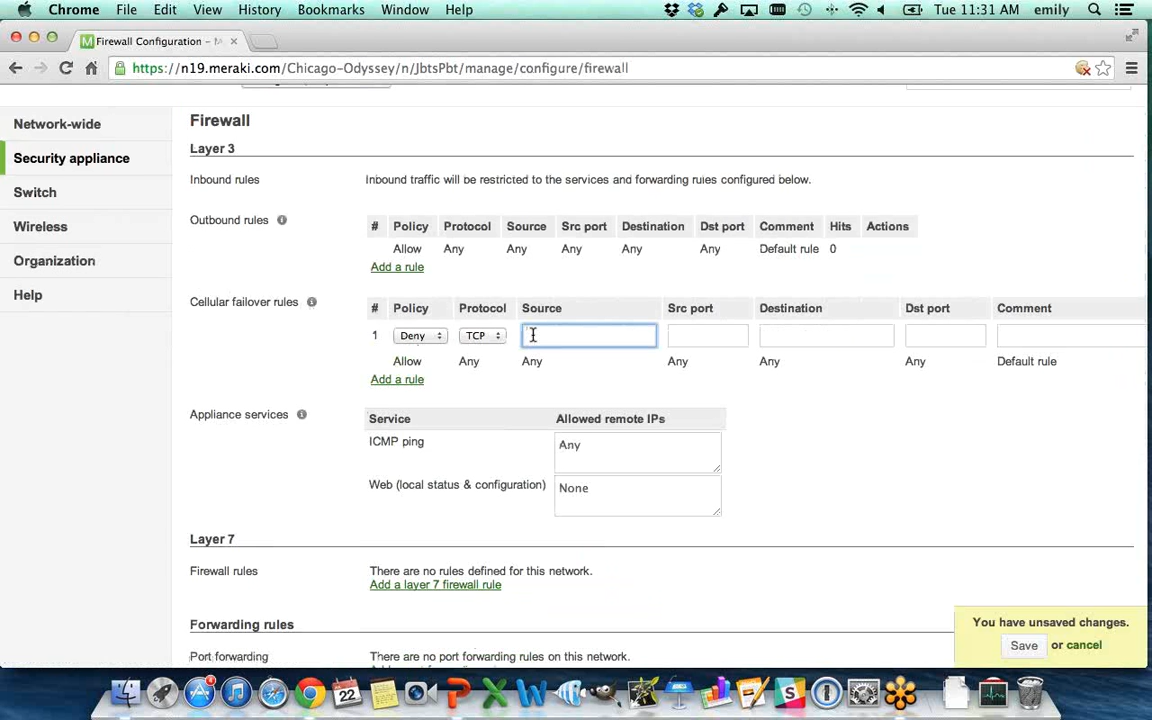 Chrome File Edit View History Bookmarks Window Help Tue 11:31 AM emily
Firewall Configuration -
https://n19.meraki.com/Chicago-Odyssey/n/JbtsPbt/manage/configure/firewall
Network-wide
Security appliance
Switch
Wireless
Organization
Help
Firewall
Layer 3
Inbound rules Inbound traffic will be restricted to the services and forwarding rules configured below.
Outbound rules # Policy Protocol Source Src port Destination Dst port Comment Hits Actions
Allow Any Any Any Any Any Default rule 0
Add a rule
Cellular failover rules # Policy Protocol Source Src port Destination Dst port Comment
1 Deny TCP
Allow Any Any Any Any Any Default rule
Add a rule
Appliance services Service Allowed remote IPs
ICMP ping Any
Web (local status & configuration) None
Layer 7
Firewall rules There are no rules defined for this network.
Add a layer 7 firewall rule
Forwarding rules
Port forwarding There are no port forwarding rules on this network.
You have unsaved changes.
Save or cancel